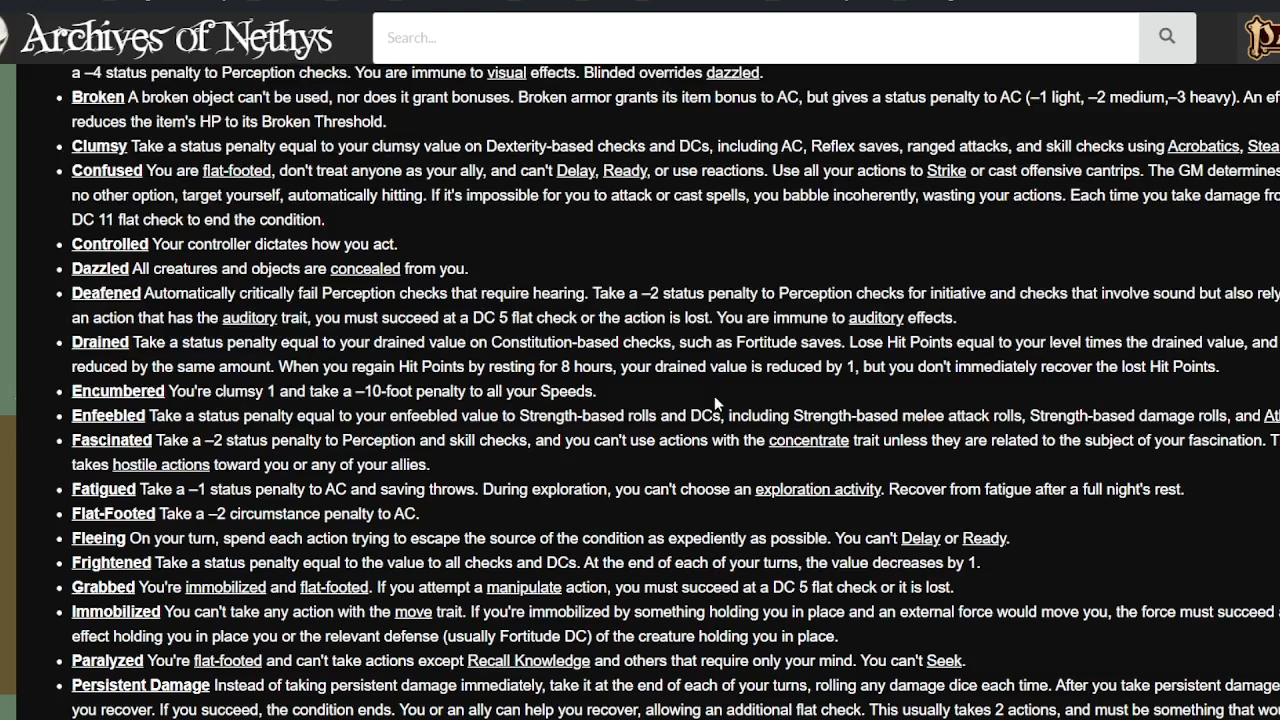 Archives of Nethys
Search...
a –4 status penalty to Perception checks. You are immune to visual effects. Blinded overrides dazzled.
• Broken A broken object can't be used, nor does it grant bonuses. Broken armor grants its item bonus to AC, but gives a status penalty to AC (–1 light, –2 medium,–3 heavy). An
reduces the item's HP to its Broken Threshold.
• Clumsy Take a status penalty equal to your clumsy value on Dexterity-based checks and DCs, including AC, Reflex saves, ranged attacks, and skill checks using Acrobatics,
• Confused You are flat-footed, don't treat anyone as your ally, and can't Delay, Ready, or use reactions. Use all your actions to Strike or cast offensive cantrips. The GM determines
no other option, target yourself, automatically hitting. If it's impossible for you to attack or cast spells, you babble incoherently, wasting your actions. Each time you take damage
DC 11 flat check to end the condition.
• Controlled Your controller dictates how you act.
• Dazzled All creatures and objects are concealed from you.
• Deafened Automatically critically fail Perception checks that require hearing. Take a –2 status penalty to Perception checks for initiative and checks that involve sound but also rely
an action that has the auditory trait, you must succeed at a DC 5 flat check or the action is lost. You are immune to auditory effects.
• Drained Take a status penalty equal to your drained value on Constitution-based checks, such as Fortitude saves. Lose Hit Points equal to your level times the drained value, and
reduced by the same amount. When you regain Hit Points by resting for 8 hours, your drained value is reduced by 1, but you don't immediately recover the lost Hit Points.
• Encumbered You're clumsy 1 and take a –10-foot penalty to all your Speeds.
• Enfeebled Take a status penalty equal to your enfeebled value to Strength-based rolls and DCs, including Strength-based melee attack rolls, Strength-based damage rolls, and
• Fascinated Take a –2 status penalty to Perception and skill checks, and you can't use actions with the concentrate trait unless they are related to the subject of your fascination.
takes hostile actions toward you or any of your allies.
• Fatigued Take a –1 status penalty to AC and saving throws. During exploration, you can't choose an exploration activity. Recover from fatigue after a full night's rest.
• Flat-Footed Take a –2 circumstance penalty to AC.
• Fleeing On your turn, spend each action trying to escape the source of the condition as expediently as possible. You can't Delay or Ready.
• Frightened Take a status penalty equal to the value to all checks and DCs. At the end of each of your turns, the value decreases by 1.
• Grabbed You're immobilized and flat-footed. If you attempt a manipulate action, you must succeed at a DC 5 flat check or it is lost.
• Immobilized You can't take any action with the move trait. If you're immobilized by something holding you in place and an external force would move you, the force must succeed
effect holding you in place you or the relevant defense (usually Fortitude DC) of the creature holding you in place.
• Paralyzed You're flat-footed and can't take actions except Recall Knowledge and others that require only your mind. You can't Seek.
• Persistent Damage Instead of taking persistent damage immediately, take it at the end of each of your turns, rolling any damage dice each time. After you take persistent damage
you recover. If you succeed, the condition ends. You or an ally can help you recover, allowing an additional flat check. This usually takes 2 actions, and must be something that